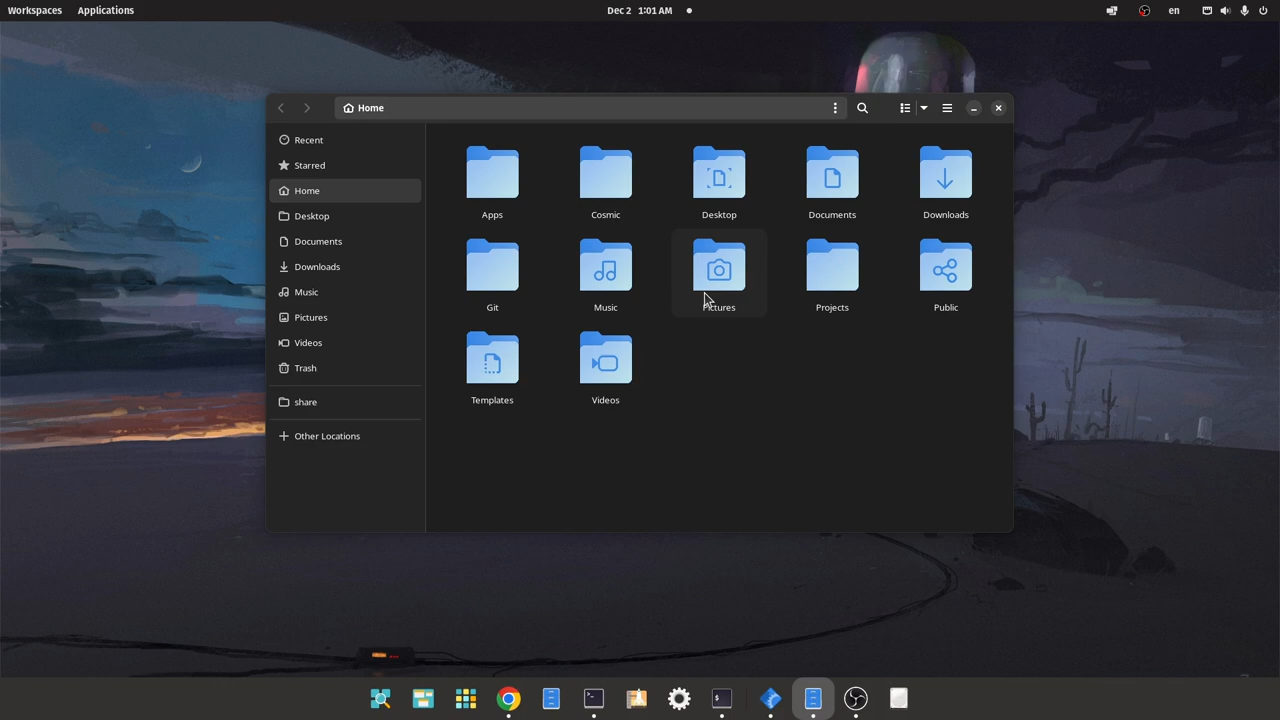 Workspaces Applications Dec 2 1:01 AM en
Home
Recent
Starred
Home
Desktop
Documents
Downloads
Music
Pictures
Videos
Trash
share
Other Locations
Apps Cosmic Desktop Documents Downloads
Git Music Pictures Projects Public
Templates Videos